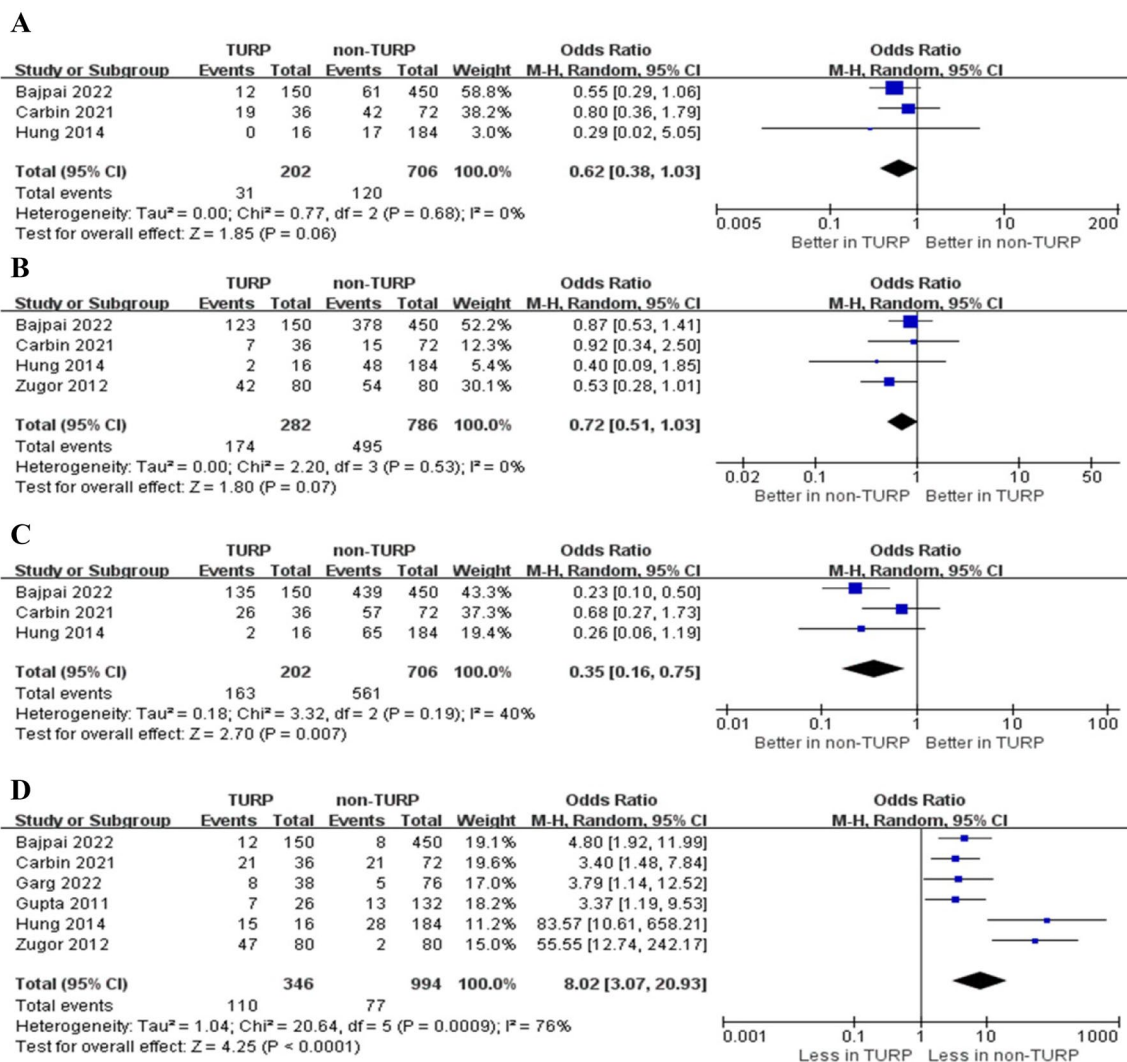 A
TURP non-TURP Odds Ratio Odds Ratio
Study or Subgroup Events Total Events Total Weight M-H, Random, 95% CI M-H, Random, 95% CI
Bajpai 2022 12 150 61 450 58.8% 0.55 [0.29, 1.06]
Carbin 2021 19 36 42 72 38.2% 0.80 [0.36, 1.79]
Hung 2014 0 16 17 184 3.0% 0.29 [0.02, 5.05]
Total (95% CI) 202 706 100.0% 0.62 [0.38, 1.03]
Total events 31 120
Heterogeneity: Tau² = 0.00; Chi² = 0.77, df = 2 (P = 0.68); I² = 0%
Test for overall effect: Z = 1.85 (P = 0.06)
0.005 0.1 1 10 200
Better in TURP Better in non-TURP
B
TURP non-TURP Odds Ratio Odds Ratio
Study or Subgroup Events Total Events Total Weight M-H, Random, 95% CI M-H, Random, 95% CI
Bajpai 2022 123 150 378 450 52.2% 0.87 [0.53, 1.41]
Carbin 2021 7 36 15 72 12.3% 0.92 [0.34, 2.50]
Hung 2014 2 16 48 184 5.4% 0.40 [0.09, 1.85]
Zugor 2012 42 80 54 80 30.1% 0.53 [0.28, 1.01]
Total (95% CI) 282 786 100.0% 0.72 [0.51, 1.03]
Total events 174 495
Heterogeneity: Tau² = 0.00; Chi² = 2.20, df = 3 (P = 0.53); I² = 0%
Test for overall effect: Z = 1.80 (P = 0.07)
0.02 0.1 1 10 50
Better in non-TURP Better in TURP
C
TURP non-TURP Odds Ratio Odds Ratio
Study or Subgroup Events Total Events Total Weight M-H, Random, 95% CI M-H, Random, 95% CI
Bajpai 2022 135 150 439 450 43.3% 0.23 [0.10, 0.50]
Carbin 2021 26 36 57 72 37.3% 0.68 [0.27, 1.73]
Hung 2014 2 16 65 184 19.4% 0.26 [0.06, 1.19]
Total (95% CI) 202 706 100.0% 0.35 [0.16, 0.75]
Total events 163 561
Heterogeneity: Tau² = 0.18; Chi² = 3.32, df = 2 (P = 0.19); I² = 40%
Test for overall effect: Z = 2.70 (P = 0.007)
0.01 0.1 1 10 100
Better in non-TURP Better in TURP
D
TURP non-TURP Odds Ratio Odds Ratio
Study or Subgroup Events Total Events Total Weight M-H, Random, 95% CI M-H, Random, 95% CI
Bajpai 2022 12 150 8 450 19.1% 4.80 [1.92, 11.99]
Carbin 2021 21 36 21 72 19.6% 3.40 [1.48, 7.84]
Garg 2022 8 38 5 76 17.0% 3.79 [1.14, 12.52]
Gupta 2011 7 26 13 132 18.2% 3.37 [1.19, 9.53]
Hung 2014 15 16 28 184 11.2% 83.57 [10.61, 658.21]
Zugor 2012 47 80 2 80 15.0% 55.55 [12.74, 242.17]
Total (95% CI) 346 994 100.0% 8.02 [3.07, 20.93]
Total events 110 77
Heterogeneity: Tau² = 1.04; Chi² = 20.64, df = 5 (P = 0.0009); I² = 76%
Test for overall effect: Z = 4.25 (P < 0.0001)
0.001 0.1 1 10 1000
Less in TURP Less in non-TURP